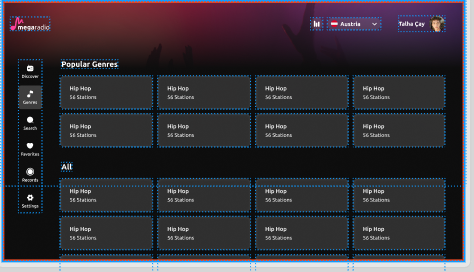 megaradio
Austria
Talha Çay
Discover
Genres
Search
Favorites
Records
Settings
Popular Genres
Hip Hop
56 Stations
Hip Hop
56 Stations
Hip Hop
56 Stations
Hip Hop
56 Stations
Hip Hop
56 Stations
Hip Hop
56 Stations
Hip Hop
56 Stations
Hip Hop
56 Stations
All
Hip Hop
56 Stations
Hip Hop
56 Stations
Hip Hop
56 Stations
Hip Hop
56 Stations
Hip Hop
56 Stations
Hip Hop
56 Stations
Hip Hop
56 Stations
Hip Hop
56 Stations